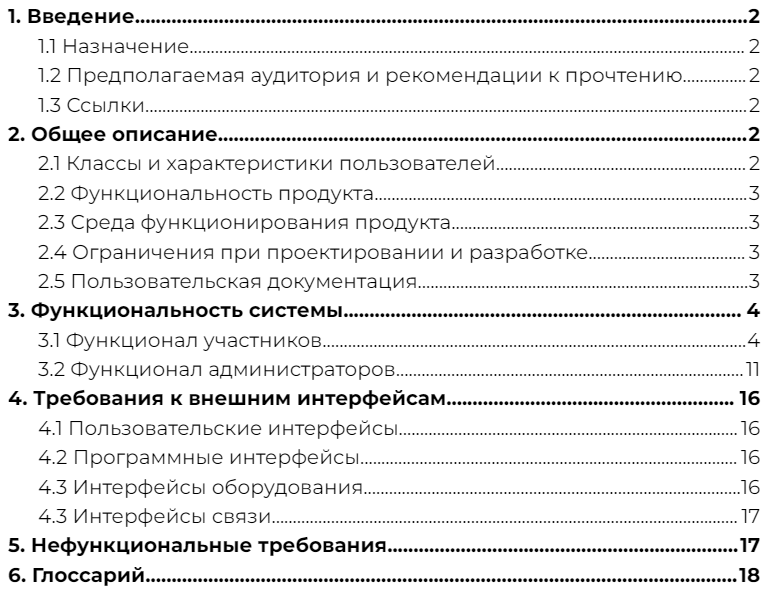 1. Введение.....2
1.1 Назначение..... 2
1.2 Предполагаемая аудитория и рекомендации к прочтению.....2
1.3 Ссылки.....2
2. Общее описание.....2
2.1 Классы и характеристики пользователей.....2
2.2 Функциональность продукта.....3
2.3 Среда функционирования продукта.....3
2.4 Ограничения при проектировании и разработке..... 3
2.5 Пользовательская документация.....3
3. Функциональность системы..... 4
3.1 Функционал участников.....4
3.2 Функционал администраторов.....11
4. Требования к внешним интерфейсам..... 16
4.1 Пользовательские интерфейсы..... 16
4.2 Программные интерфейсы..... 16
4.3 Интерфейсы оборудования.....16
4.3 Интерфейсы связи..... 17
5. Нефункциональные требования.....17
6. Глоссарий.....18